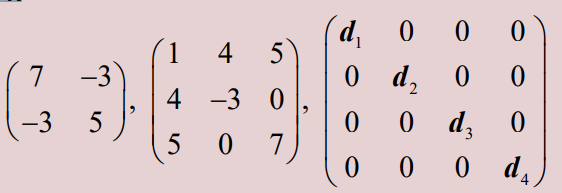 7 −3
−3 5
,
1 4 5
4 −3 0
5 0 7
,
d₁ 0 0 0
0 d₂ 0 0
0 0 d₃ 0
0 0 0 d₄